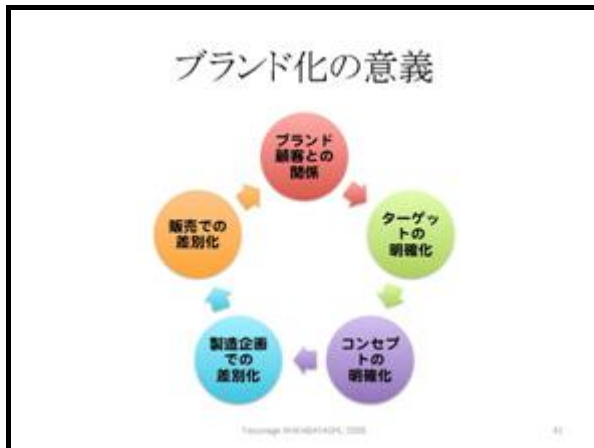 ブランド化の意義
ブランド
顧客との
関係
ターゲッ
トの
明確化
コンセプ
トの
明確化
製造企画
での
差別化
販売での
差別化